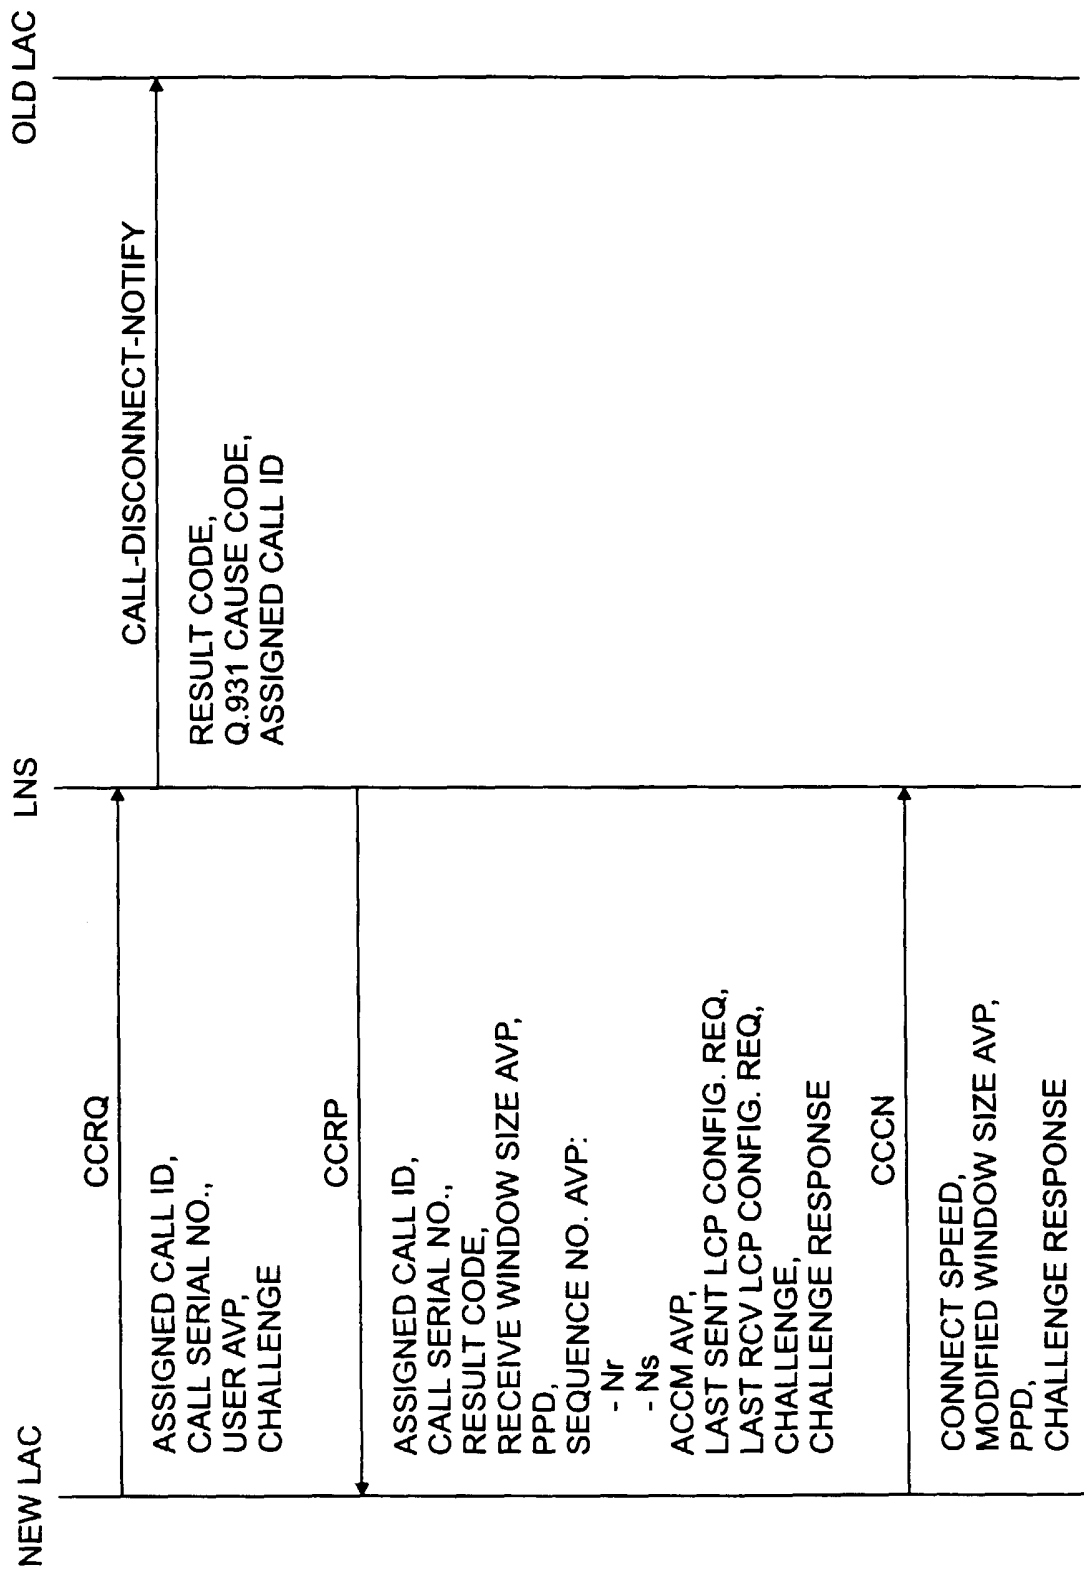 NEW LAC
LNS
OLD LAC
CCRQ
ASSIGNED CALL ID,
CALL SERIAL NO.,
USER AVP,
CHALLENGE
CALL-DISCONNECT-NOTIFY
RESULT CODE,
Q.931 CAUSE CODE,
ASSIGNED CALL ID
CCRP
ASSIGNED CALL ID,
CALL SERIAL NO.,
RESULT CODE,
RECEIVE WINDOW SIZE AVP,
PPD,
SEQUENCE NO. AVP:
- Nr
- Ns
ACCM AVP,
LAST SENT LCP CONFIG. REQ,
LAST RCV LCP CONFIG. REQ,
CHALLENGE,
CHALLENGE RESPONSE
CCCN
CONNECT SPEED,
MODIFIED WINDOW SIZE AVP,
PPD,
CHALLENGE RESPONSE